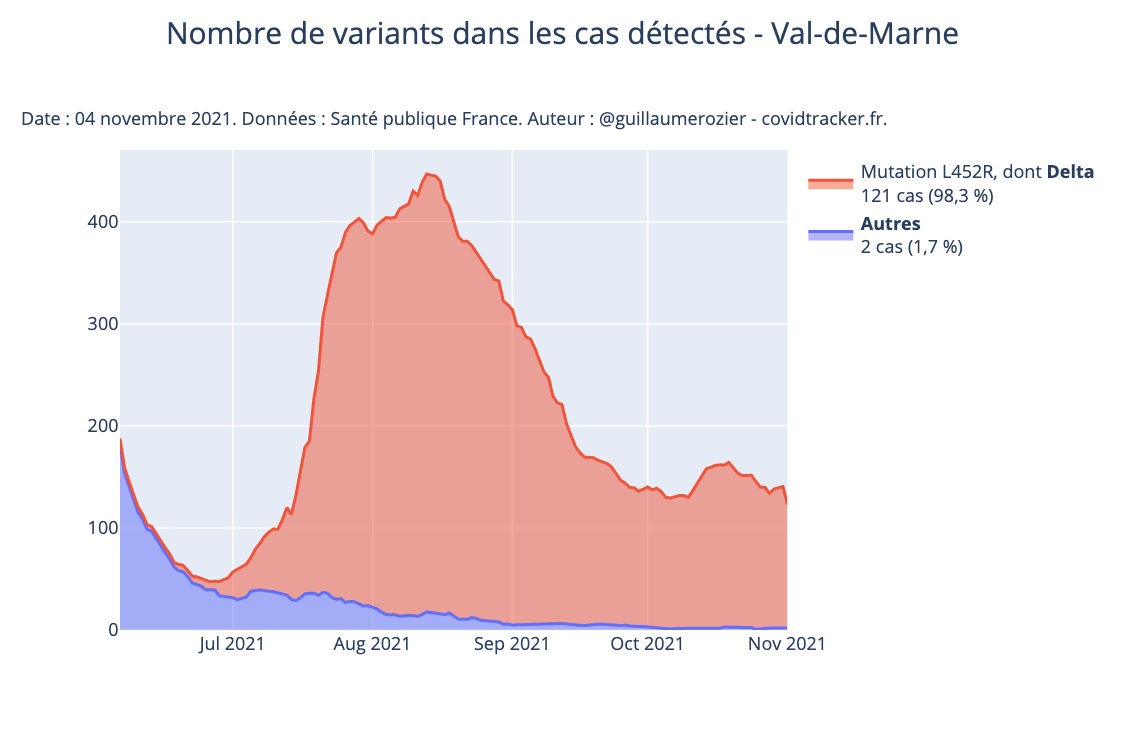 Nombre de variants dans les cas détectés - Val-de-Marne
Date : 04 novembre 2021. Données : Santé publique France. Auteur : @guillaumerozier - covidtracker.fr.
Mutation L452R, dont Delta
121 cas (98,3 %)
Autres
2 cas (1,7 %)
400
300
200
100
0
Jul 2021
Aug 2021
Sep 2021
Oct 2021
Nov 2021